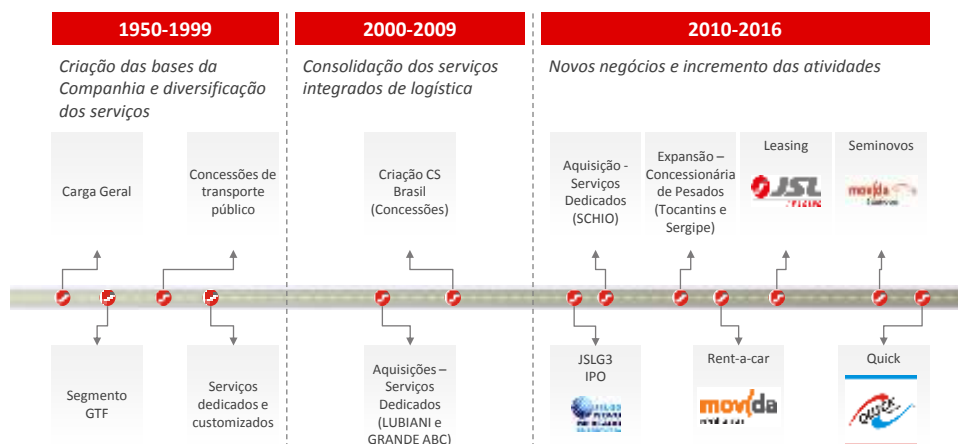 1950-1999
Criação das bases da
Companhia e diversificação
dos serviços
2000-2009
Consolidação dos serviços
integrados de logística
2010-2016
Novos negócios e incremento das atividades
Carga Geral
Concessões de
transporte
público
Criação CS
Brasil
(Concessões)
Aquisição -
Serviços
Dedicados
(SCHIO)
Expansão –
Concessionária
de Pesados
(Tocantins e
Sergipe)
Leasing
JSL
Seminovos
movida
Segmento
GTF
Serviços
dedicados e
customizados
Aquisições –
Serviços
Dedicados
(LUBIANI e
GRANDE ABC)
JSLG3
IPO
Rent-a-car
movida
Quick
QUICK